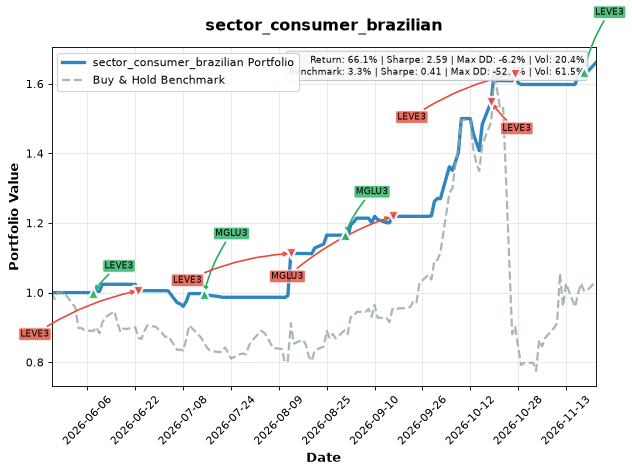 sector_consumer_brazilian
LEVE3
sector_consumer_brazilian Portfolio
Buy & Hold Benchmark
Return: 66.1% | Sharpe: 2.59 | Max DD: -6.2% | Vol: 20.4%
Benchmark: 3.3% | Sharpe: 0.41 | Max DD: -52. | Vol: 61.5%
LEVE3
LEVE3
MGLU3
MGLU3
LEVE3
LEVE3
MGLU3
LEVE3
Portfolio Value
1.6
1.4
1.2
1.0
0.8
2026-06-06
2026-06-22
2026-07-08
2026-07-24
2026-08-09
2026-08-25
2026-09-10
2026-09-26
2026-10-12
2026-10-28
2026-11-13
Date